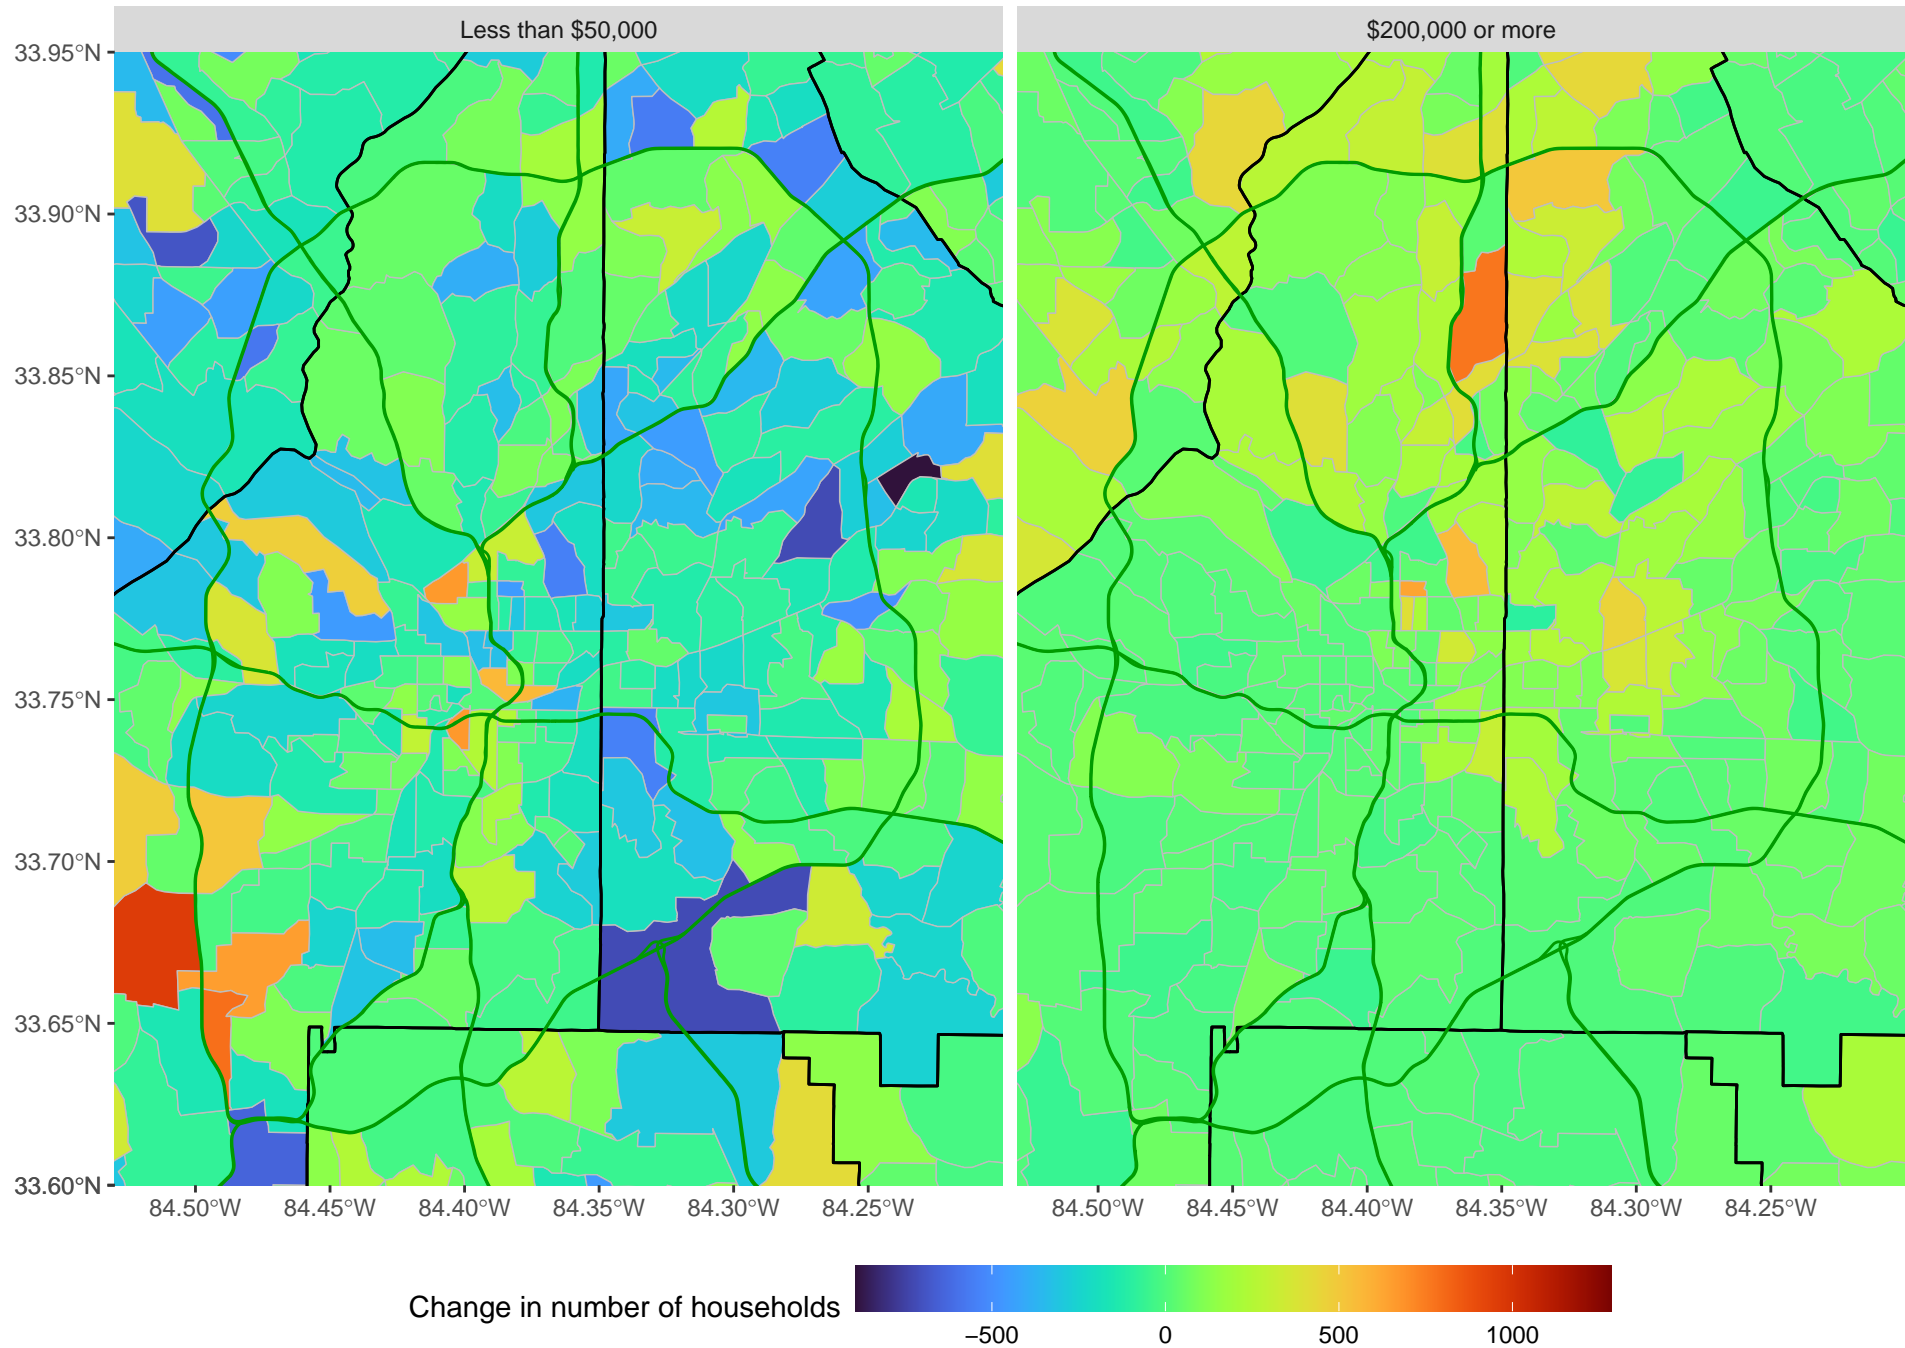 Less than $50,000
$200,000 or more
33.95°N
33.90°N
33.85°N
33.80°N
33.75°N
33.70°N
33.65°N
33.60°N
84.50°W 84.45°W 84.40°W 84.35°W 84.30°W 84.25°W
84.50°W 84.45°W 84.40°W 84.35°W 84.30°W 84.25°W
Change in number of households
−500 0 500 1000